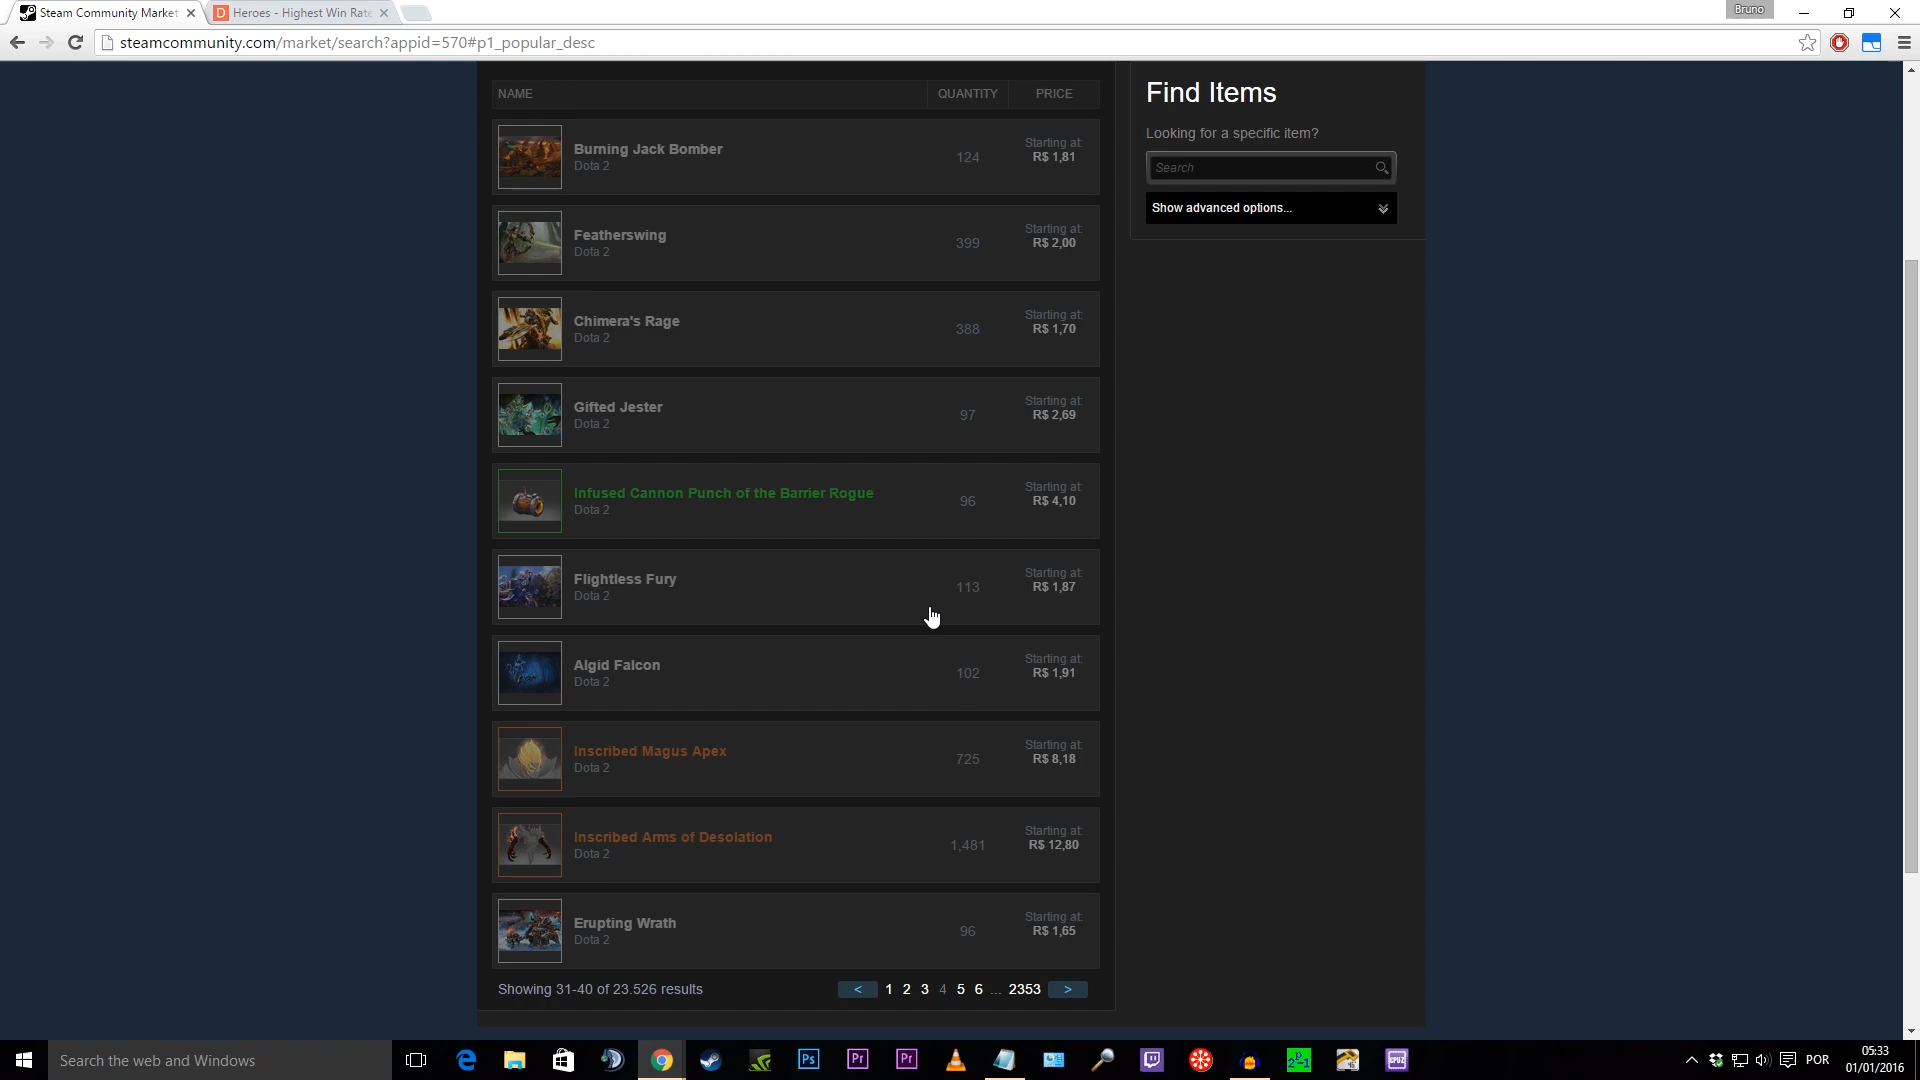 Steam Community Market
Heroes - Highest Win Rate
Bruno
steamcommunity.com/market/search?appid=570#p1_popular_desc
NAME QUANTITY PRICE
Burning Jack Bomber
Dota 2
124
Starting at:
R$ 1,81
Featherswing
Dota 2
399
Starting at:
R$ 2,00
Chimera's Rage
Dota 2
388
Starting at:
R$ 1,70
Gifted Jester
Dota 2
97
Starting at:
R$ 2,69
Infused Cannon Punch of the Barrier Rogue
Dota 2
96
Starting at:
R$ 4,10
Flightless Fury
Dota 2
113
Starting at:
R$ 1,87
Algid Falcon
Dota 2
102
Starting at:
R$ 1,91
Inscribed Magus Apex
Dota 2
725
Starting at:
R$ 8,18
Inscribed Arms of Desolation
Dota 2
1,481
Starting at:
R$ 12,80
Erupting Wrath
Dota 2
96
Starting at:
R$ 1,65
Showing 31-40 of 23.526 results
< 1 2 3 4 5 6 ... 2353 >
Find Items
Looking for a specific item?
Search
Show advanced options...
Search the web and Windows
Ps
Pr
Pr
CPUZ
POR
05:33
01/01/2016